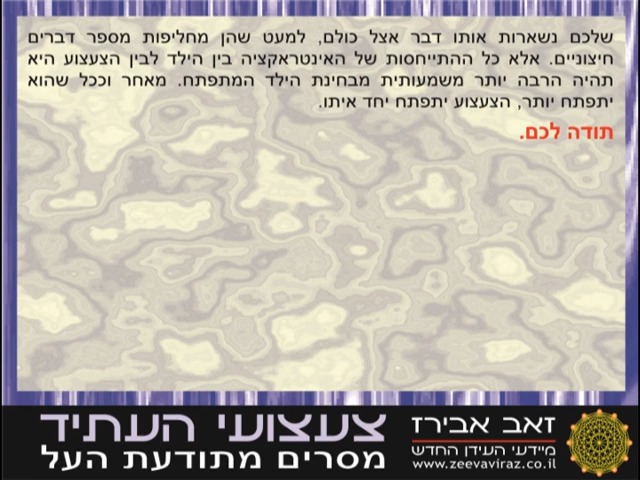 שלכם נשארות אותו דבר אצל כולם, למעט שהן מחליפות מספר דברים
חיצוניים. אלא כל ההתייחסות של האינטראקציה בין הילד לבין הצעצוע היא
תהיה הרבה יותר משמעותית מבחינת הילד המתפתח. מאחר וככל שהוא
יתפתח יותר, הצעצוע יתפתח יחד איתו.
תודה לכם.
צעצועי העתיד
מסרים מתודעת העל
זאב אבירז
מיידעי העידן החדש
www.zeevaviraz.co.il